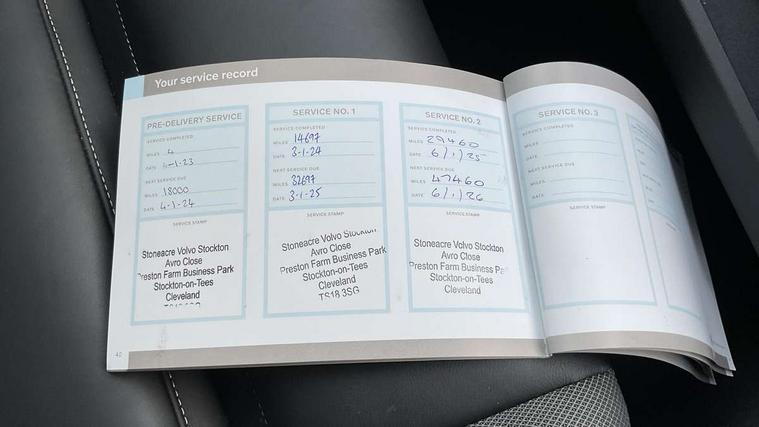 Your service record
PRE-DELIVERY SERVICE
SERVICE COMPLETED
MILES 4
DATE 4-1-23
NEXT SERVICE DUE
MILES 18000
DATE 4-1-24
SERVICE STAMP
Stoneacre Volvo Stockton
Avro Close
Preston Farm Business Park
Stockton-on-Tees
Cleveland
SERVICE NO. 1
SERVICE COMPLETED
MILES 14697
DATE 3-1-24
NEXT SERVICE DUE
MILES 32697
DATE 3-1-25
SERVICE STAMP
Stoneacre Volvo Stockton
Avro Close
Preston Farm Business Park
Stockton-on-Tees
Cleveland
TS18 3SG
SERVICE NO. 2
SERVICE COMPLETED
MILES 29460
DATE 6/1/25
NEXT SERVICE DUE
MILES 47460
DATE 6/1/26
SERVICE STAMP
Stoneacre Volvo Stockton
Avro Close
Preston Farm Business Pa
Stockton-on-Tees
Cleveland
SERVICE NO. 3
SERVICE COMPLETED
MILES
DATE
NEXT SERVICE DUE
MILES
DATE
SERVICE STAMP
40